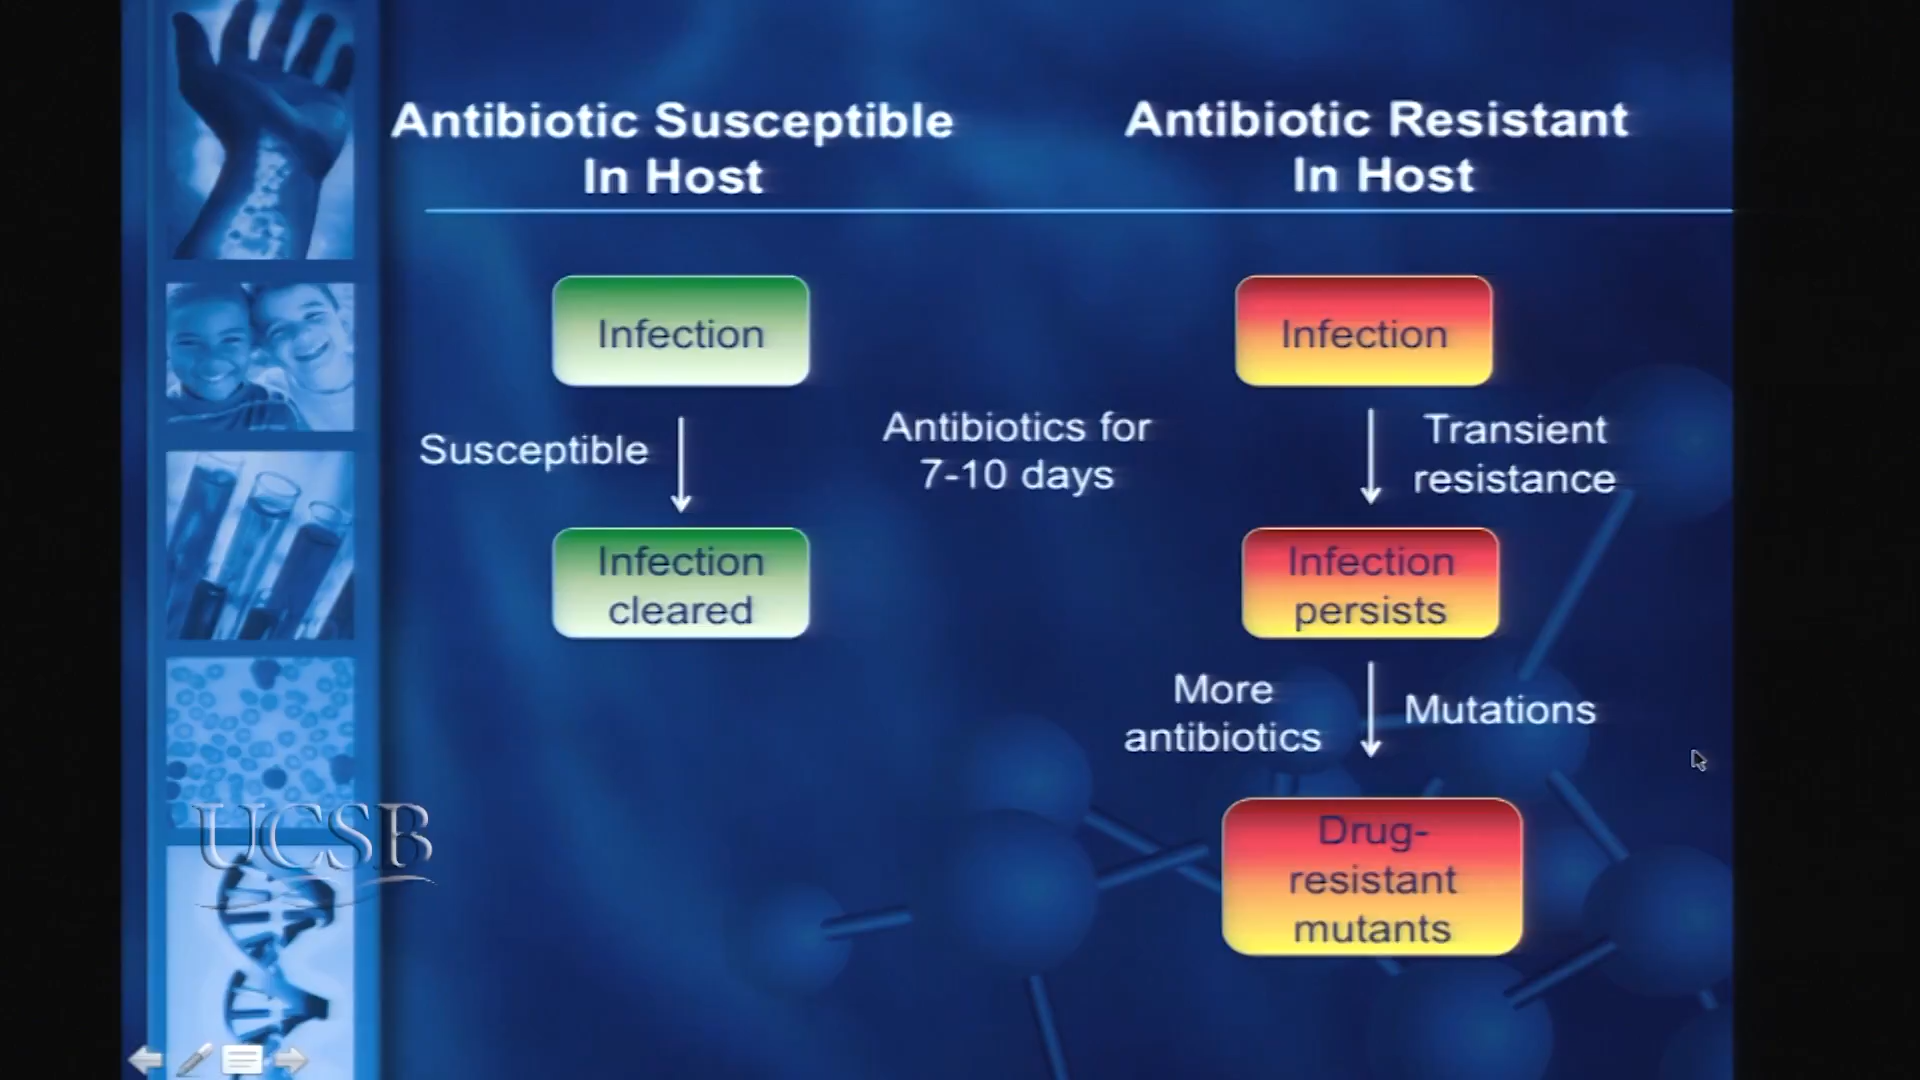 Antibiotic Susceptible
In Host
Antibiotic Resistant
In Host
Infection
Infection
Susceptible
Antibiotics for
7-10 days
Transient
resistance
Infection
cleared
Infection
persists
More
antibiotics
Mutations
Drug-
resistant
mutants
UCSB